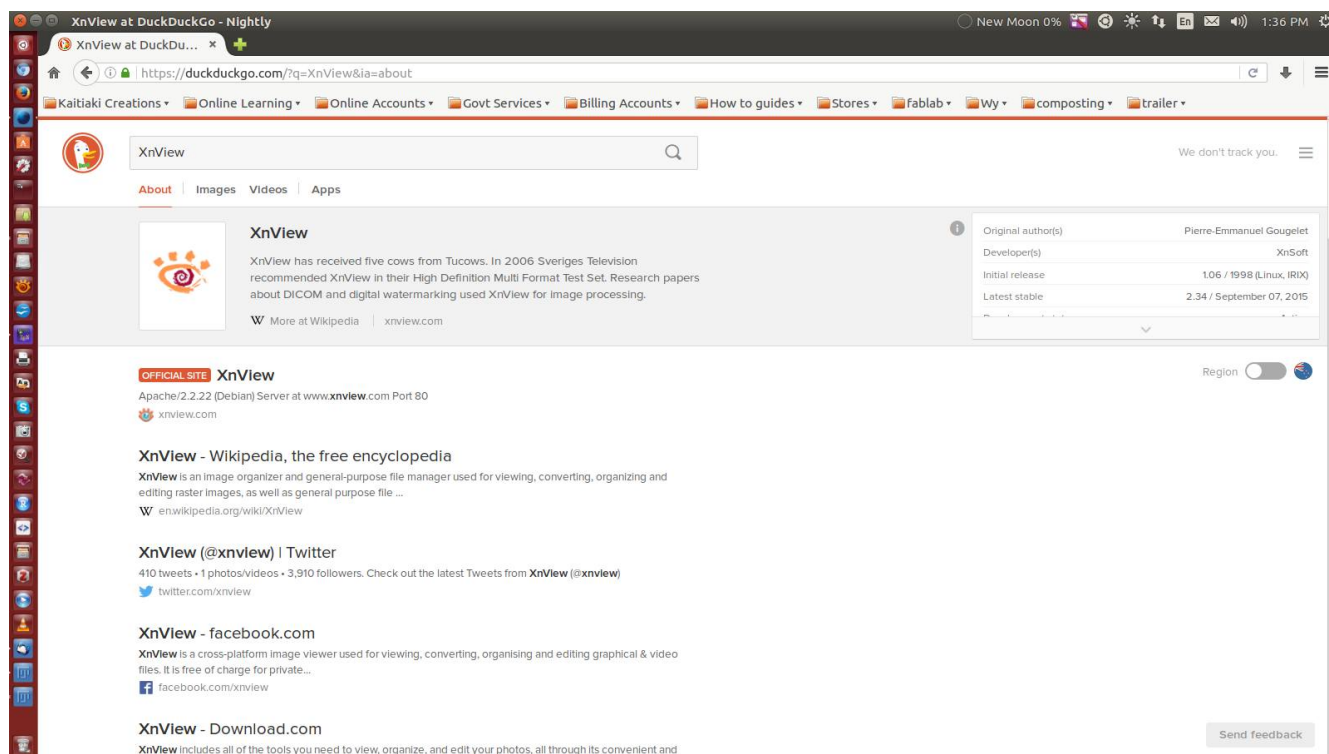 XnView at DuckDuckGo - Nightly
New Moon 0% En 1:36 PM
XnView at DuckDu... ×
https://duckduckgo.com/?q=XnView&ia=about
Kaitiaki Creations Online Learning Online Accounts Govt Services Billing Accounts How to guides Stores fablab Wy composting trailer
XnView
We don't track you.
About Images Videos Apps
XnView
XnView has received five cows from Tucows. In 2006 Sveriges Television
recommended XnView in their High Definition Multi Format Test Set. Research papers
about DICOM and digital watermarking used XnView for image processing.
W More at Wikipedia xnview.com
Original author(s) Pierre-Emmanuel Gougelet
Developer(s) XnSoft
Initial release 1.06 / 1998 (Linux, IRIX)
Latest stable 2.34 / September 07, 2015
Region
OFFICIAL SITE XnView
Apache/2.2.22 (Debian) Server at www.xnview.com Port 80
xnview.com
XnView - Wikipedia, the free encyclopedia
XnView is an image organizer and general-purpose file manager used for viewing, converting, organizing and
editing raster images, as well as general purpose file ...
W en.wikipedia.org/wiki/XnView
XnView (@xnview) | Twitter
410 tweets • 1 photos/videos • 3,910 followers. Check out the latest Tweets from XnView (@xnview)
twitter.com/xnview
XnView - facebook.com
XnView is a cross-platform image viewer used for viewing, converting, organising and editing graphical & video
files. It is free of charge for private...
facebook.com/xnview
XnView - Download.com
XnView includes all of the tools you need to view, organize, and edit your photos, all through its convenient and
Send feedback